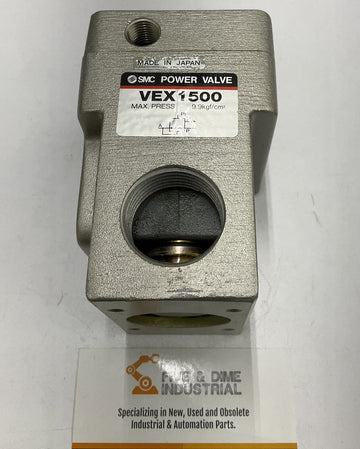 MADE IN JAPAN
SMC POWER VALVE
VEX1500
MAX. PRESS 9.9kgf/cm²
FIVE & DIME
INDUSTRIAL
Specializing in New, Used and Obsolete
Industrial & Automation Parts.